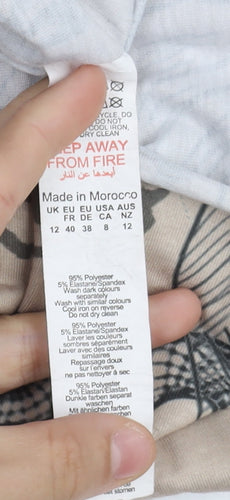 CYCLE, DO
DO NOT
COOL IRON,
DRY CLEAN
KEEP AWAY
FROM FIRE
أبعدها عن النار
Made in Morocco
UK EU EU USA AUS
FR DE CA NZ
12 40 38 8 12
95% Polyester
5% Elastane/Spandex
Wash dark colours
separately
Wash with similar colours
Cool iron on reverse
Do not dry clean
95% Polyester
5% Elastane/Spandex
Laver les couleurs
sombres séparément
Laver avec des couleurs
similaires
Repassage doux
sur l'envers
ne pas nettoyer à sec
95% Polyester
5% Elastan/Elastane
Dunkle farben separat
waschen
Mit ähnlichen farben